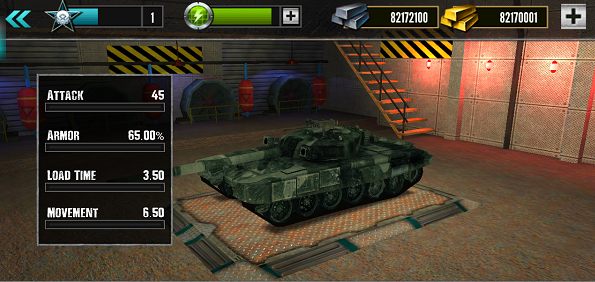 1
82172100
82170001
ATTACK 45
ARMOR 65.00%
LOAD TIME 3.50
MOVEMENT 6.50